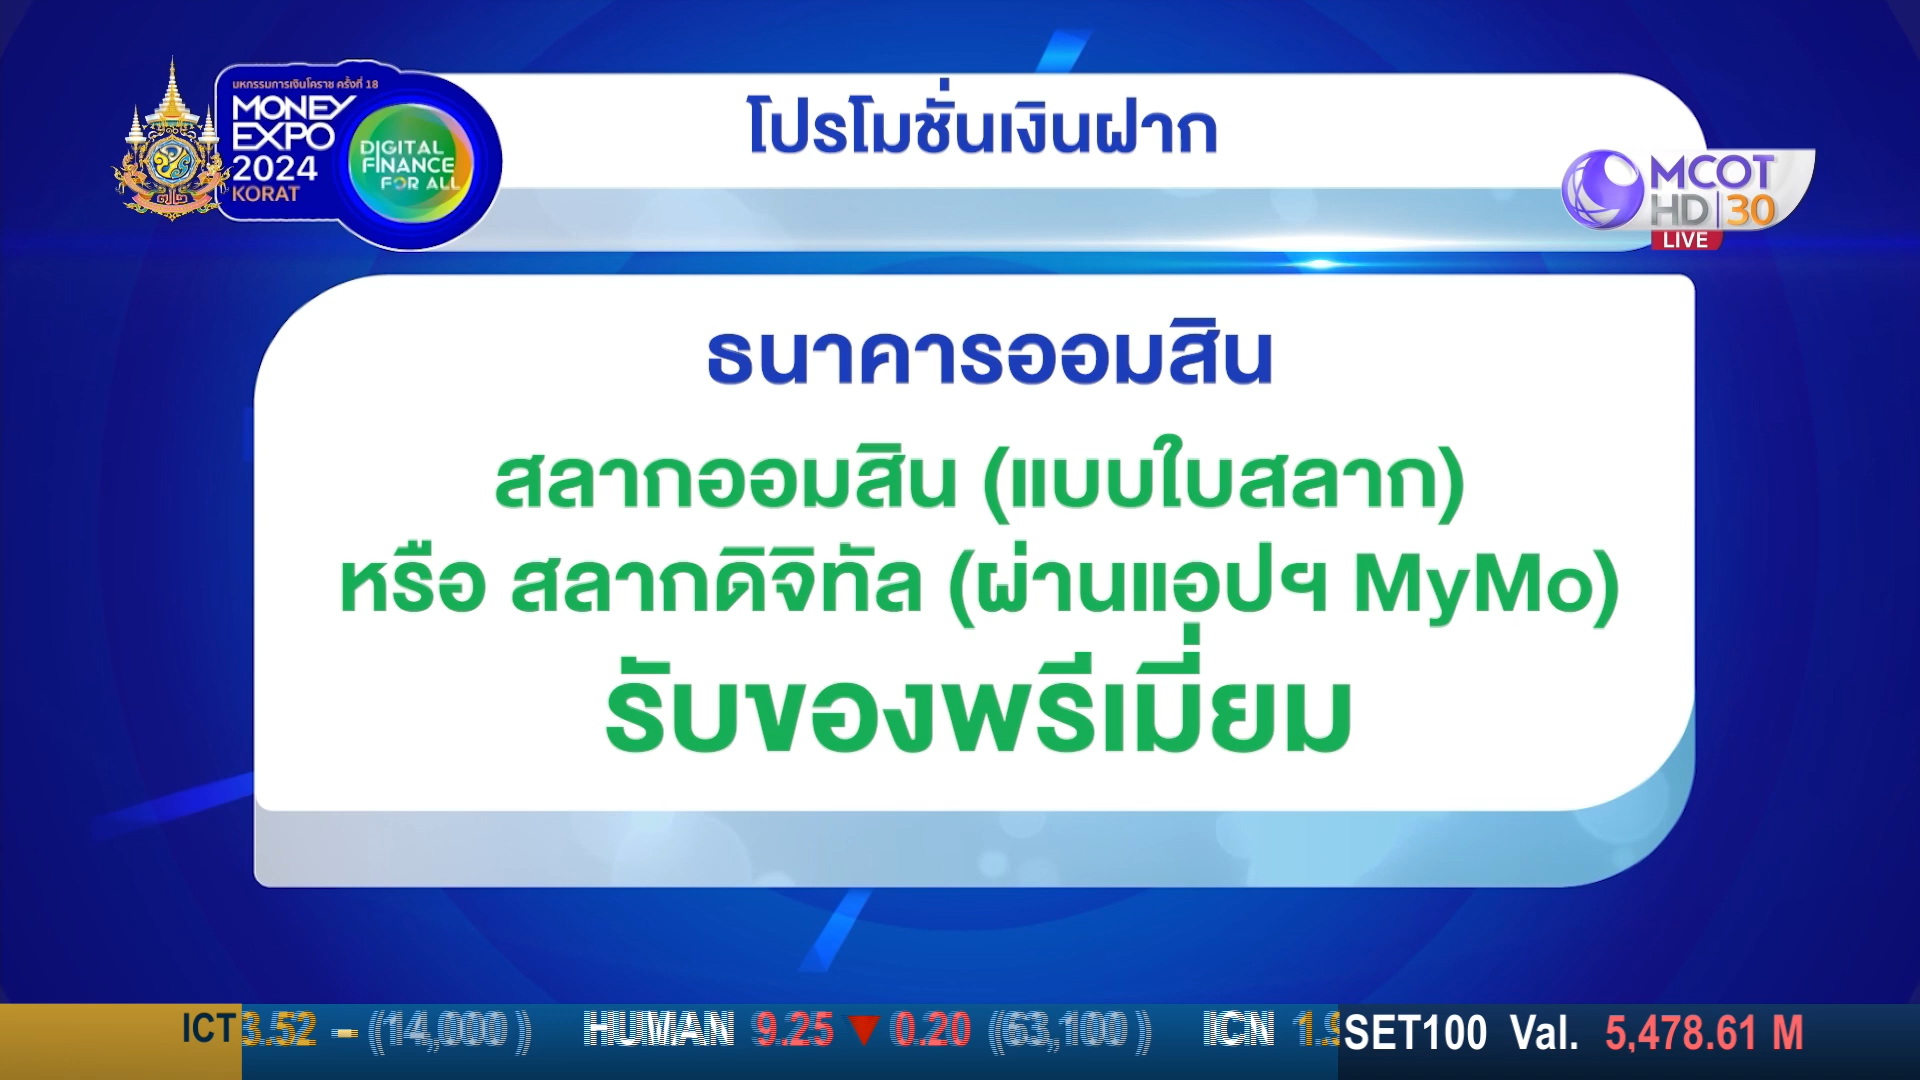 มหกรรมการเงินโคราช ครั้งที่ 18
MONEY
EXPO
2024
KORAT
DIGITAL
FINANCE
FOR ALL
โปรโมชั่นเงินฝาก
MCOT
HD 30
LIVE
ธนาคารออมสิน
สลากออมสิน (แบบใบสลาก)
หรือ สลากดิจิทัล (ผ่านแอปฯ MyMo)
รับของพรีเมี่ยม
ICT 3.52 – (14,000) HUMAN 9.25 ▼ 0.20 (63,100) ICN SET100 Val. 5,478.61 M